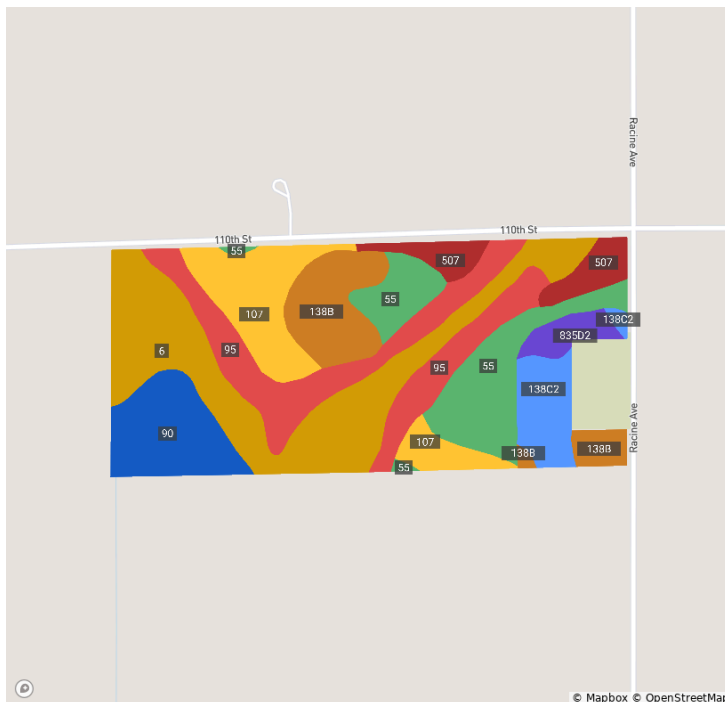 Racine Ave
110th St
110th St
55
507
507
107
138B
55
138C2
835D2
6
95
95
55
138C2
90
107
138B
138B
Racine Ave
55
© Mapbox © OpenStreetMap